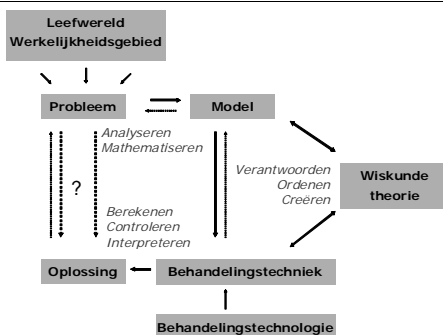 Leefwereld
Werkelijkheidsgebied
Probleem
Model
Analyseren
Mathematiseren
Verantwoorden
Ordenen
Creëren
Wiskunde
theorie
?
Berekenen
Controleren
Interpreteren
Oplossing
Behandelingstechniek
Behandelingstechnologie